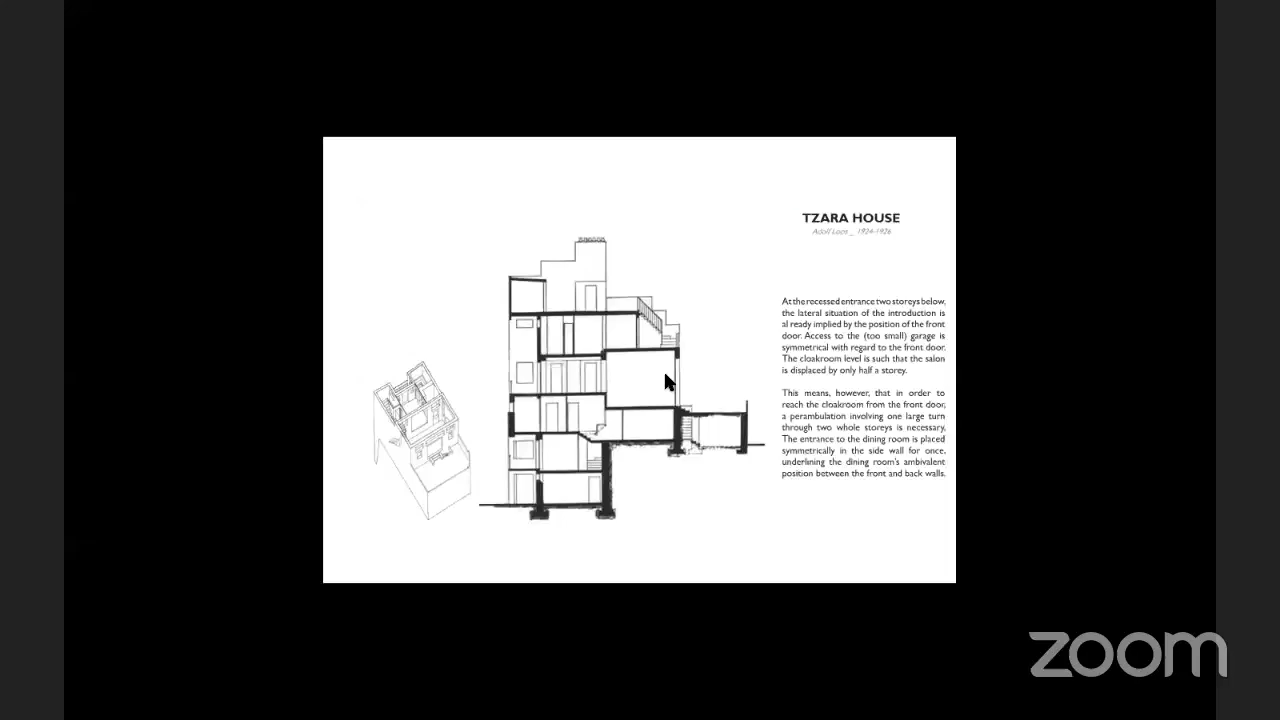 TZARA HOUSE
Adolf Loos _ 1924-1926
At the recessed entrance two storeys below,
the lateral situation of the introduction is
al ready implied by the position of the front
door. Access to the (too small) garage is
symmetrical with regard to the front door.
The cloakroom level is such that the salon
is displaced by only half a storey.
This means, however, that in order to
reach the cloakroom from the front door,
a perambulation involving one large turn
through two whole storeys is necessary,
The entrance to the dining room is placed
symmetrically in the side wall for once,
underlining the dining room's ambivalent
position between the front and back walls.
zoom